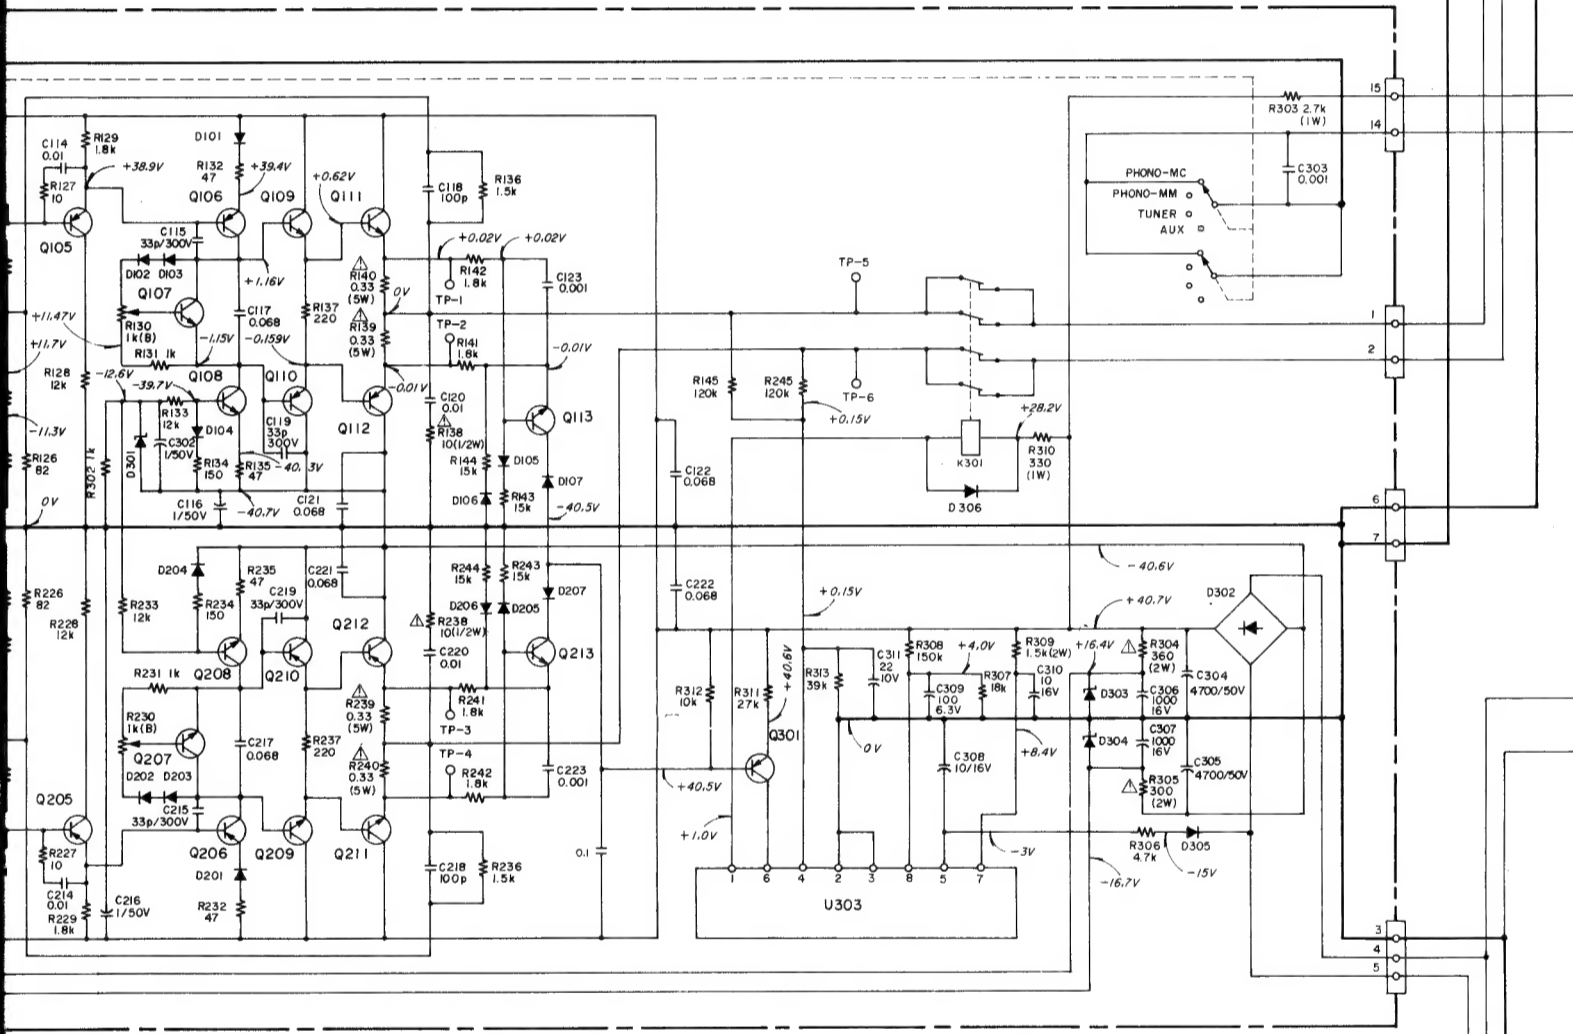 15
R303 2.7k
(1W)
14
C303
0.001
PHONO-MC
PHONO-MM
TUNER
AUX
C114
0.01
R129
1.8k
+38.9V
R127
10
Q105
D101
R132
47
+39.4V
Q106
Q109
+0.62V
Q111
C115
33p/300V
D102 D103
Q107
+1.16V
C118
100p
R136
1.5k
+0.02V
+0.02V
R142
1.8k
TP-1
C123
0.001
R140
0.33
(5W)
0V
R139
0.33
(5W)
TP-2
R141
1.8k
-0.01V
-0.01V
+11.47V
+11.7V
R130
1k(B)
C117
0.068
R137
220
-1.15V
-0.159V
R131 1k
R128
12k
-12.6V
-39.7V
Q108
Q110
R133
12k
D301
C302
1/50V
D104
R134
150
R135
47
-40.3V
C119
33p
300V
Q112
C120
0.01
R138
10(1/2W)
R144
15k
D105
D106
R143
15k
Q113
D107
-40.5V
-11.3V
R126
82
R302 1k
0V
C116
1/50V
-40.7V
C121
0.068
C122
0.068
TP-5
TP-6
R145
120k
R245
120k
+0.15V
+28.2V
K301
R310
330
(1W)
D306
1
2
6
7
D204
R235
47
C221
0.068
C219
33p/300V
R226
82
R228
12k
R233
12k
R234
150
Q212
R244
15k
R243
15k
D206
D205
D207
R238
10(1/2W)
C220
0.01
Q213
C222
0.068
+0.15V
-40.6V
+40.7V
D302
Q208
Q210
R231 1k
R230
1k(B)
Q207
D202 D203
C217
0.068
R237
220
R239
0.33
(5W)
R241
1.8k
TP-3
TP-4
R240
0.33
(5W)
R242
1.8k
C223
0.001
C215
33p/300V
Q205
R227
10
C214
0.01
R229
1.8k
C216
1/50V
Q206
Q209
Q211
D201
R232
47
C218
100p
R236
1.5k
0.1
R312
10k
R311
27k
+40.6V
Q301
+40.5V
+1.0V
R313
39k
C311
22
10V
R308
150k
+4.0V
C309
100
6.3V
R307
18k
R309
1.5k(2W)
C310
10
16V
+16.4V
D303
R304
360
(2W)
C304
4700/50V
C306
1000
16V
0V
D304
C307
1000
16V
C308
10/16V
+8.4V
C305
4700/50V
R305
300
(2W)
-3V
R306
4.7k
D305
-15V
-16.7V
1 6 4 2 3 8 5 7
U303
3
4
5